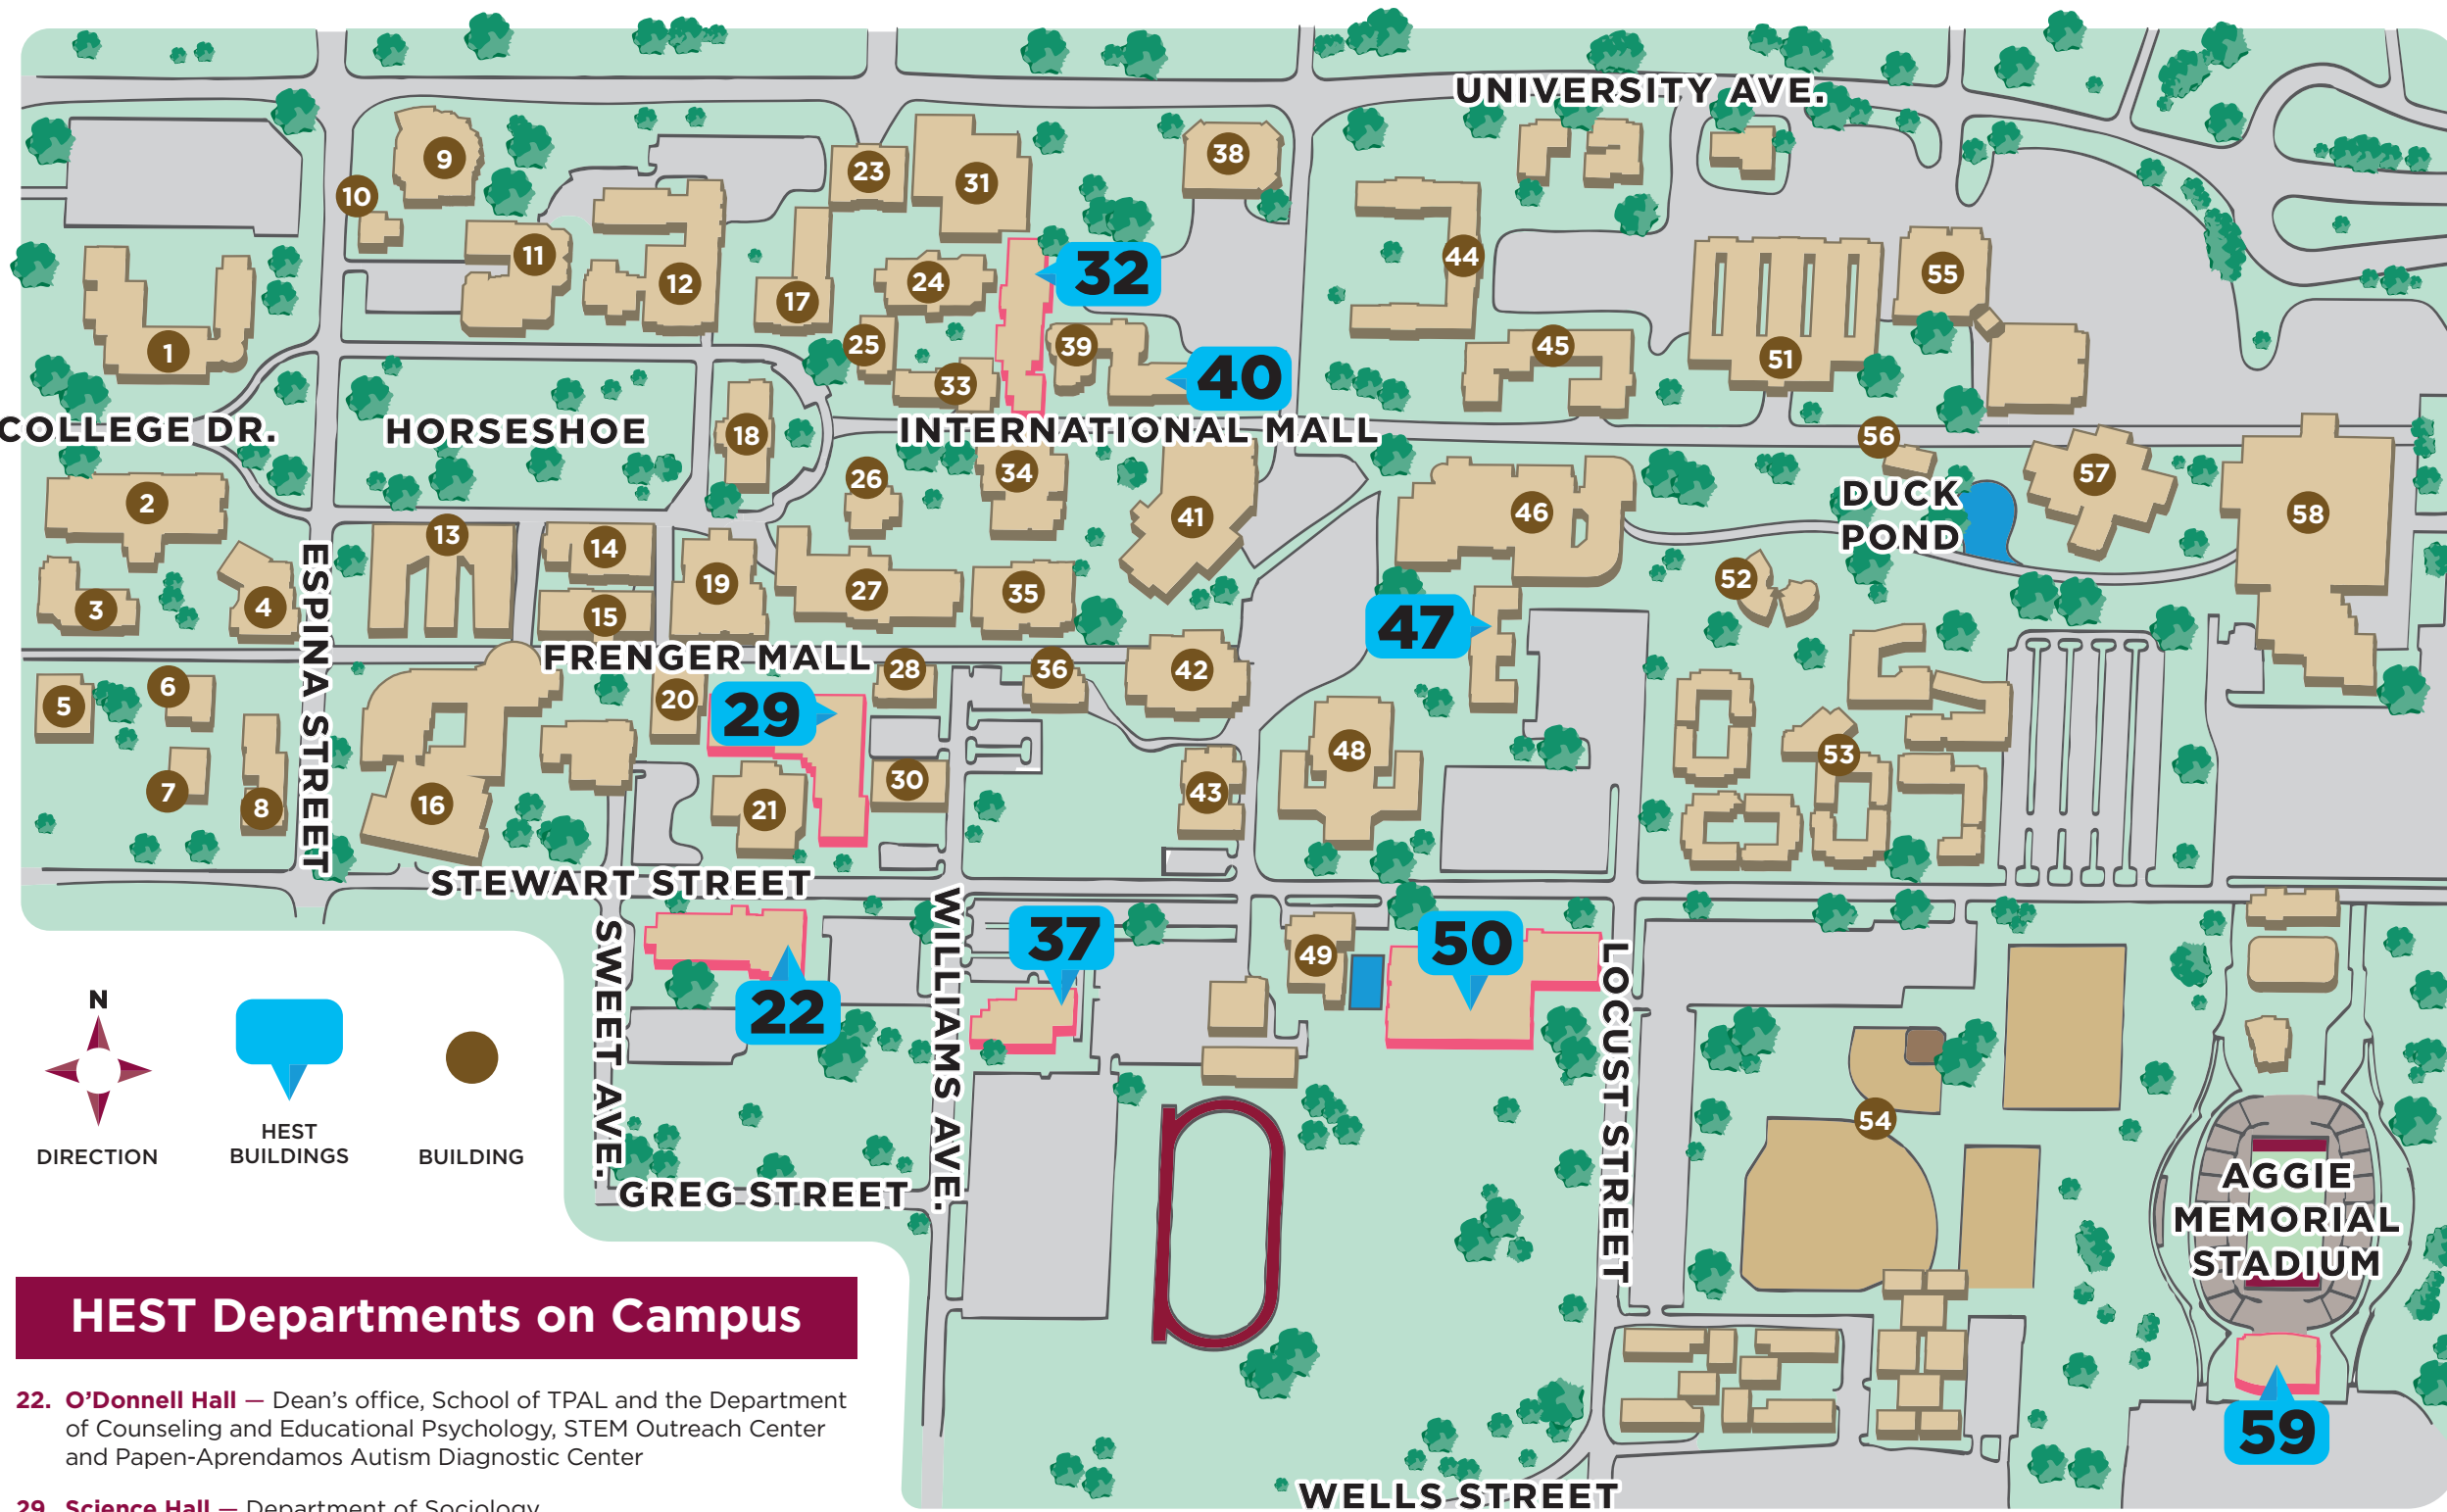 UNIVERSITY AVE.
9
38
31
23
10
11
44
32
55
12
24
17
25
39
45
1
51
40
33
COLLEGE DR.
HORSESHOE
INTERNATIONAL MALL
18
56
34
57
26
DUCK
POND
2
41
46
58
13
14
52
19
27
35
3
4
15
47
ESPINA STREET
FRENGER MALL
28
36
42
6
5
20
29
48
53
30
7
43
16
8
21
STEWART STREET
WILLIAMS AVE.
37
50
49
SWEET AVE.
LOCUST STREET
22
N
DIRECTION
HEST
BUILDINGS
BUILDING
54
AGGIE
MEMORIAL
STADIUM
GREG STREET
HEST Departments on Campus
22. O’Donnell Hall — Dean’s office, School of TPAL and the Department
of Counseling and Educational Psychology, STEM Outreach Center
and Papen-Aprendamos Autism Diagnostic Center
59
WELLS STREET
29. Science Hall — Department of Sociology